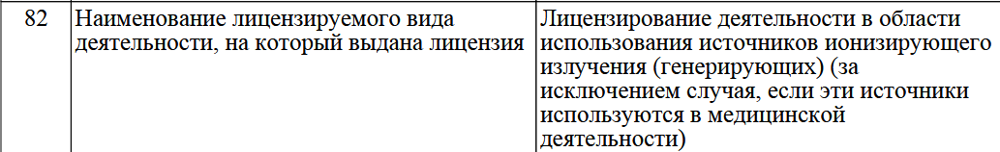 82
Наименование лицензируемого вида
деятельности, на который выдана лицензия
Лицензирование деятельности в области
использования источников ионизирующего
излучения (генерирующих) (за
исключением случая, если эти источники
используются в медицинской
деятельности)